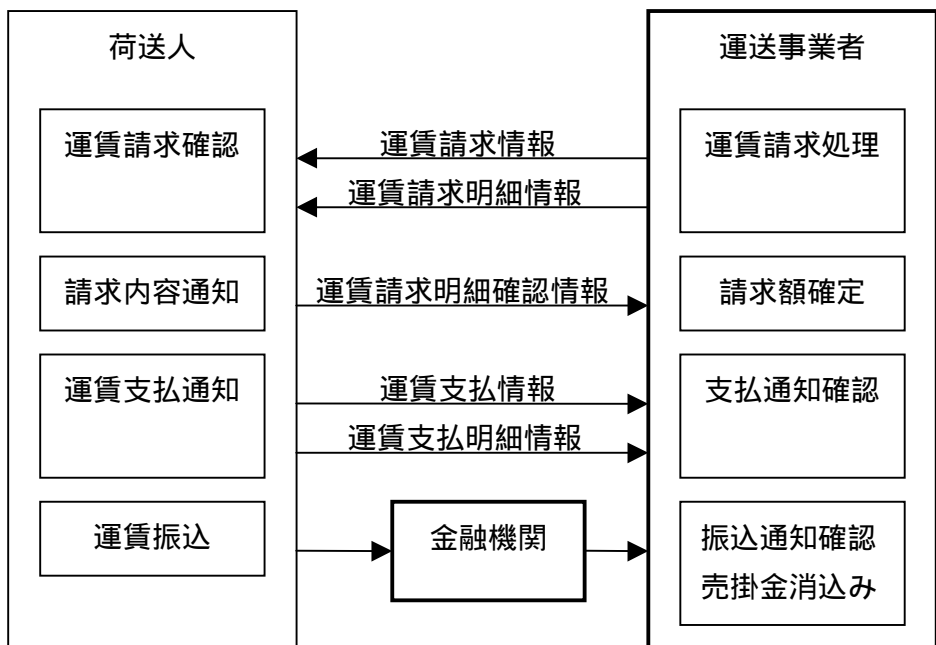 荷送人
運送事業者
運賃請求確認
運賃請求情報
運賃請求処理
運賃請求明細情報
請求内容通知
運賃請求明細確認情報
請求額確定
運賃支払通知
運賃支払情報
支払通知確認
運賃支払明細情報
運賃振込
金融機関
振込通知確認
売掛金消込み